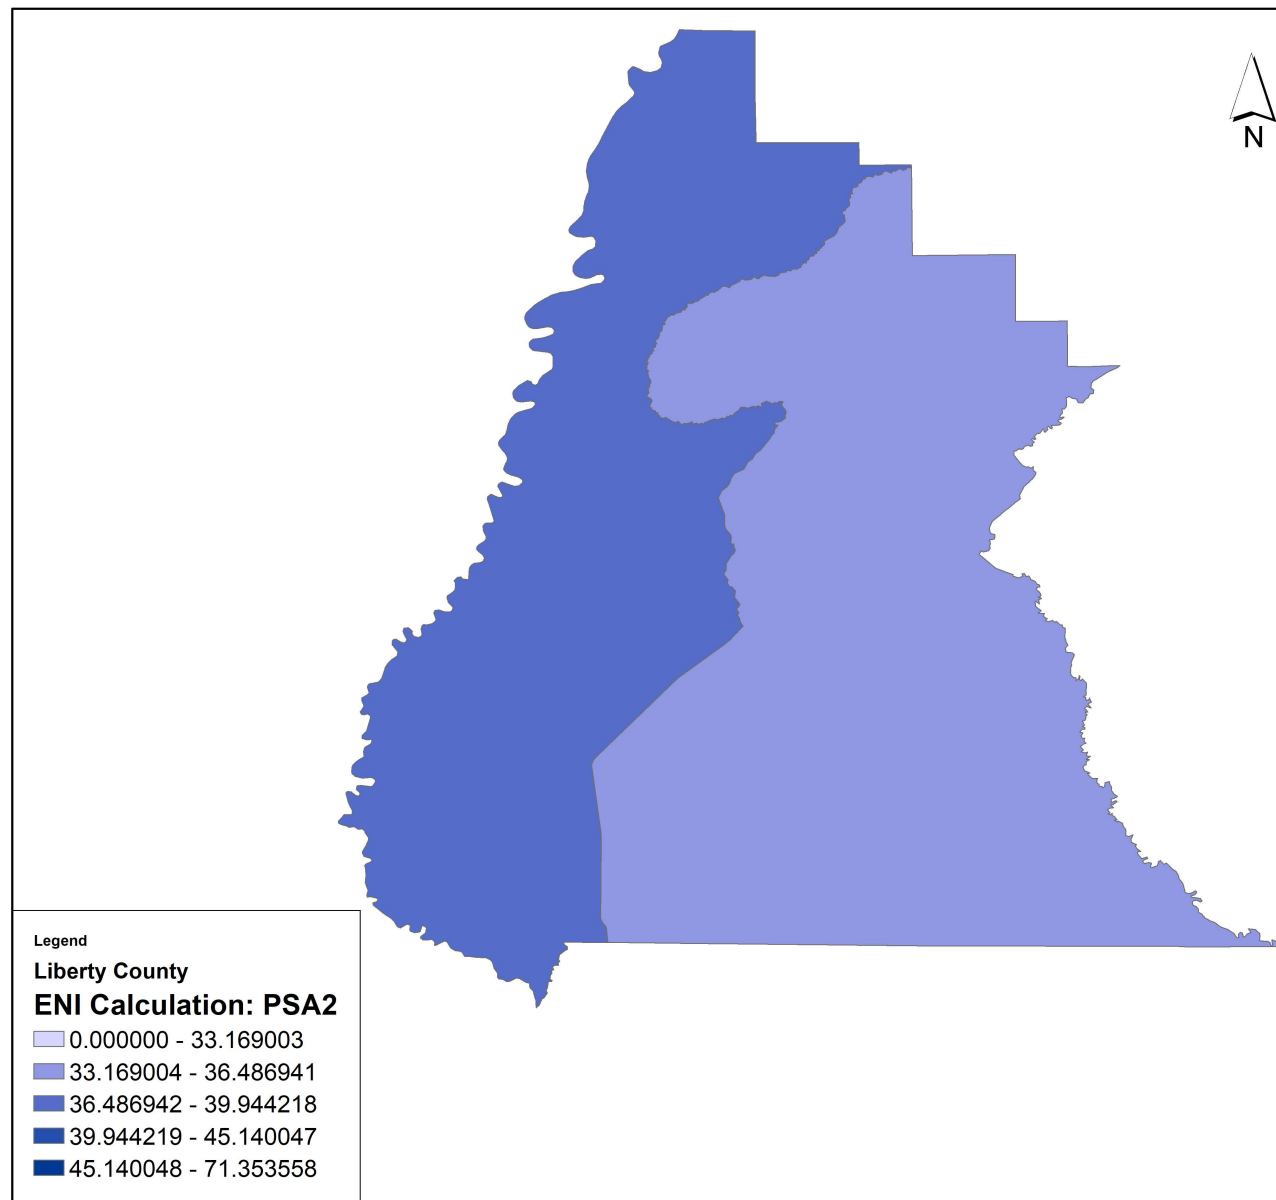 N
Legend
Liberty County
ENI Calculation: PSA2
0.000000 - 33.169003
33.169004 - 36.486941
36.486942 - 39.944218
39.944219 - 45.140047
45.140048 - 71.353558